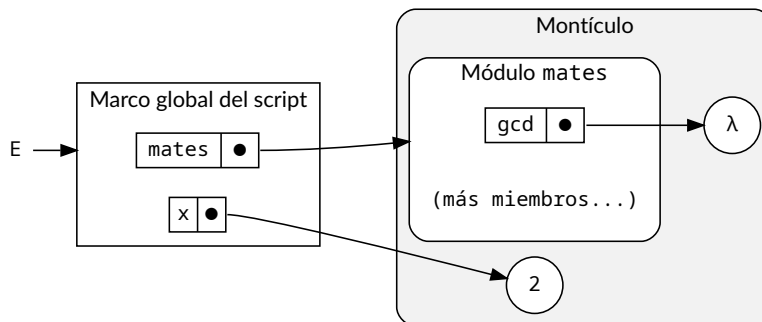 Montículo
Módulo mates
Marco global del script
gcd
λ
E
mates
(más miembros...)
x
2